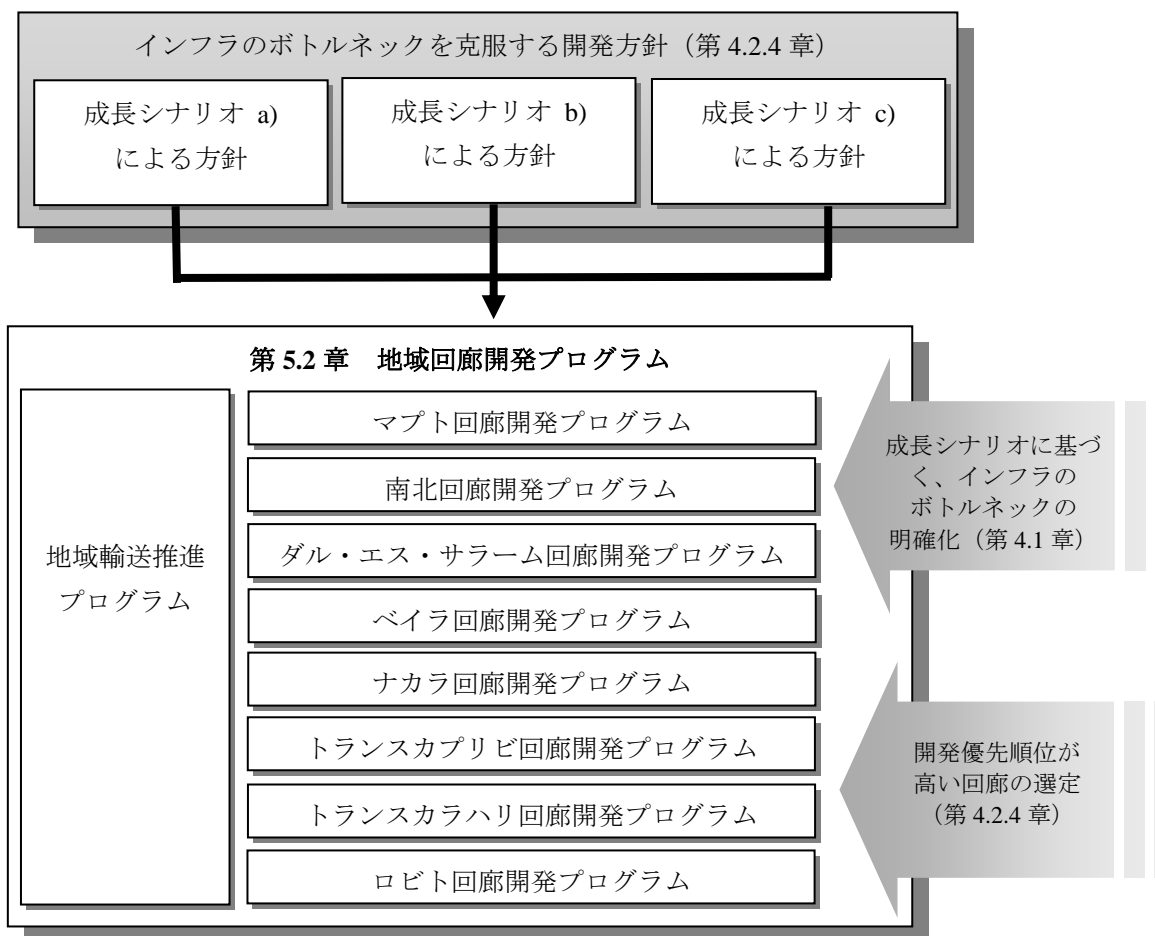 インフラのボトルネックを克服する開発方針（第 4.2.4 章）
成長シナリオ a)
による方針
成長シナリオ b)
による方針
成長シナリオ c)
による方針
第 5.2 章　地域回廊開発プログラム
地域輸送推進
プログラム
マプト回廊開発プログラム
南北回廊開発プログラム
ダル・エス・サラーム回廊開発プログラム
ベイラ回廊開発プログラム
ナカラ回廊開発プログラム
トランスカプリビ回廊開発プログラム
トランスカラハリ回廊開発プログラム
ロビト回廊開発プログラム
成長シナリオに基づ
く、インフラの
ボトルネックの
明確化（第 4.1 章）
開発優先順位が
高い回廊の選定
（第 4.2.4 章）